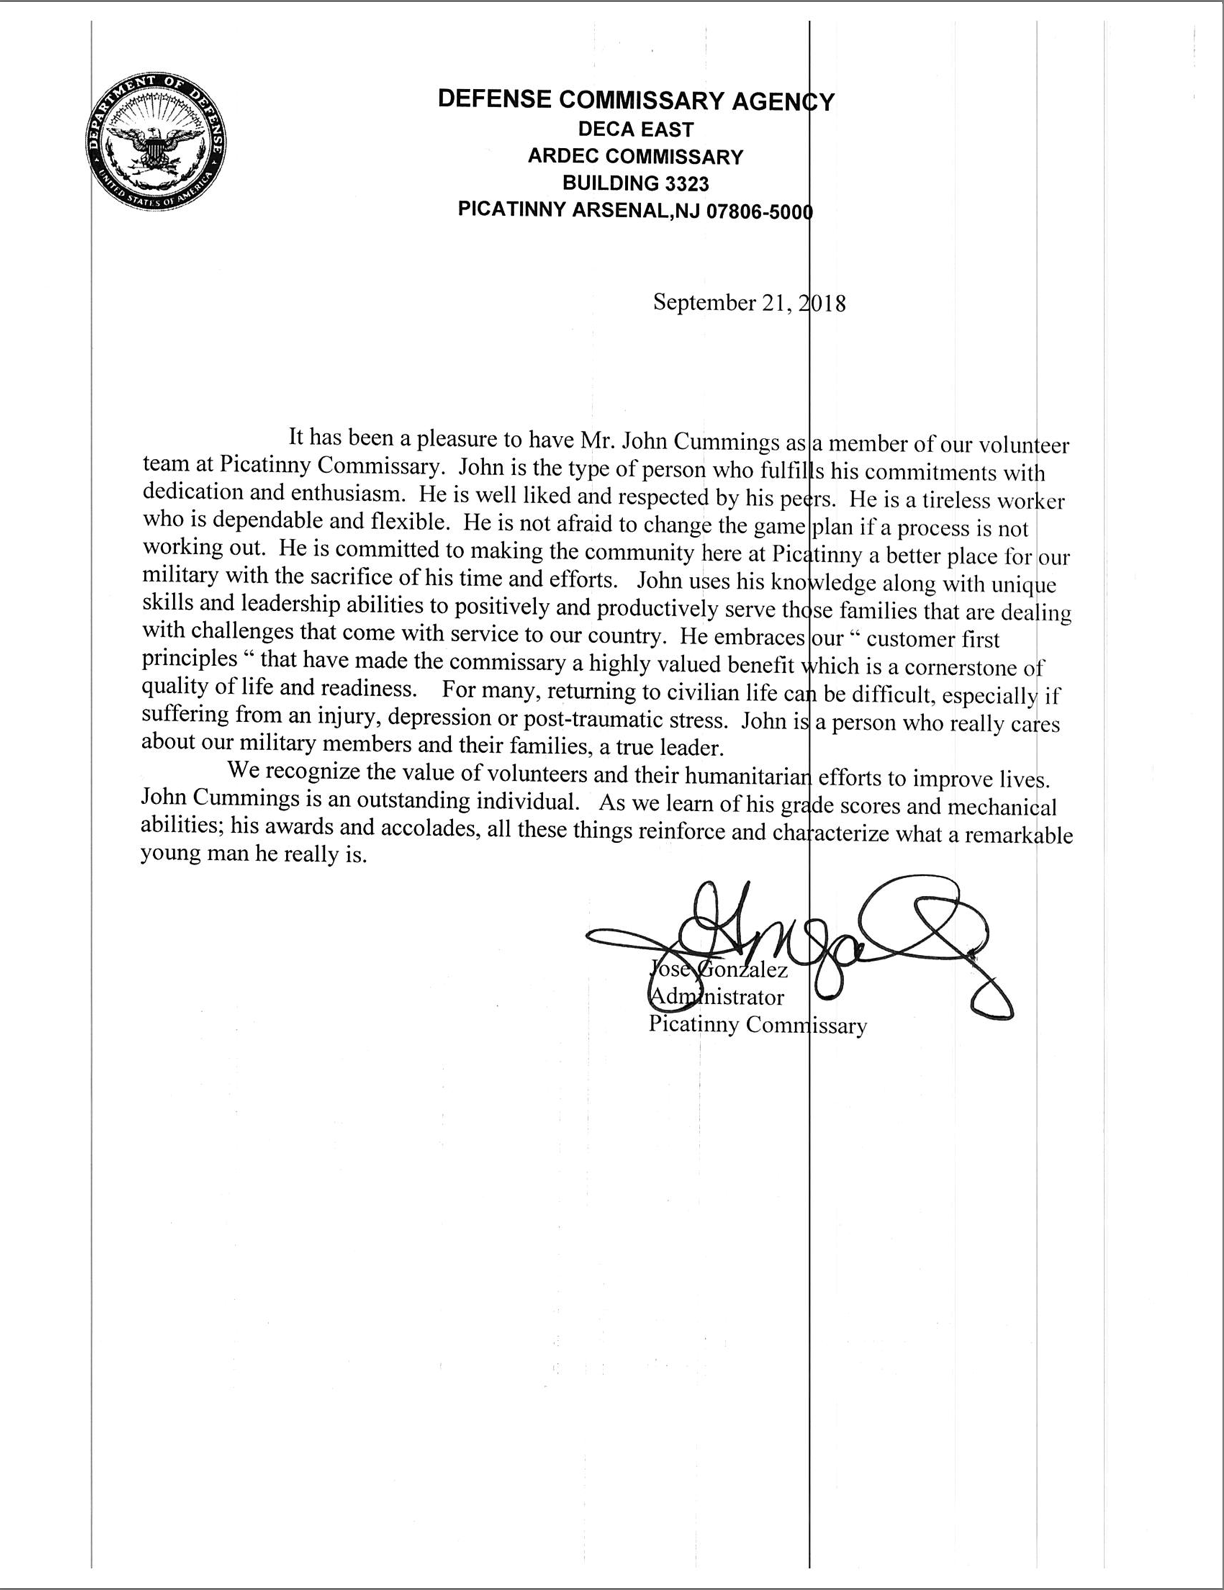 DEPARTMENT OF DEFENSE
UNITED STATES OF AMERICA
DEFENSE COMMISSARY AGENCY
DECA EAST
ARDEC COMMISSARY
BUILDING 3323
PICATINNY ARSENAL,NJ 07806-5000
September 21, 2018
It has been a pleasure to have Mr. John Cummings as a member of our volunteer
team at Picatinny Commissary. John is the type of person who fulfills his commitments with
dedication and enthusiasm. He is well liked and respected by his peers. He is a tireless worker
who is dependable and flexible. He is not afraid to change the game plan if a process is not
working out. He is committed to making the community here at Picatinny a better place for our
military with the sacrifice of his time and efforts. John uses his knowledge along with unique
skills and leadership abilities to positively and productively serve those families that are dealing
with challenges that come with service to our country. He embraces our “ customer first
principles “ that have made the commissary a highly valued benefit which is a cornerstone of
quality of life and readiness. For many, returning to civilian life can be difficult, especially if
suffering from an injury, depression or post-traumatic stress. John is a person who really cares
about our military members and their families, a true leader.
We recognize the value of volunteers and their humanitarian efforts to improve lives.
John Cummings is an outstanding individual. As we learn of his grade scores and mechanical
abilities; his awards and accolades, all these things reinforce and characterize what a remarkable
young man he really is.
Jose Gonzalez
Administrator
Picatinny Commissary